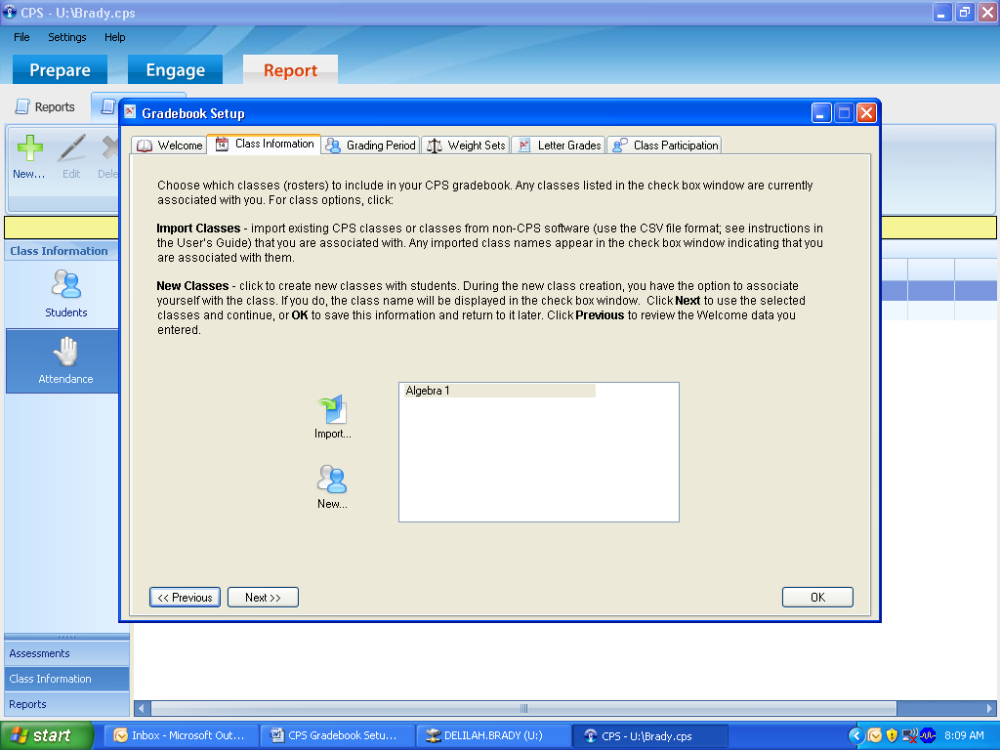 CPS - U:\Brady.cps
File Settings Help
Prepare Engage Report
Reports
Gradebook Setup
Welcome Class Information Grading Period Weight Sets Letter Grades Class Participation
New... Edit Dele
Choose which classes (rosters) to include in your CPS gradebook. Any classes listed in the check box window are currently
associated with you. For class options, click:
Import Classes - import existing CPS classes or classes from non-CPS software (use the CSV file format; see instructions in
the User's Guide) that you are associated with. Any imported class names appear in the check box window indicating that you
are associated with them.
New Classes - click to create new classes with students. During the new class creation, you have the option to associate
yourself with the class. If you do, the class name will be displayed in the check box window. Click Next to use the selected
classes and continue, or OK to save this information and return to it later. Click Previous to review the Welcome data you
entered.
Class Information
Students
Attendance
Algebra 1
Import...
New...
<< Previous Next >> OK
Assessments
Class Information
Reports
start Inbox - Microsoft Out... CPS Gradebook Setu... DELILAH.BRADY (U:) CPS - U:\Brady.cps 8:09 AM